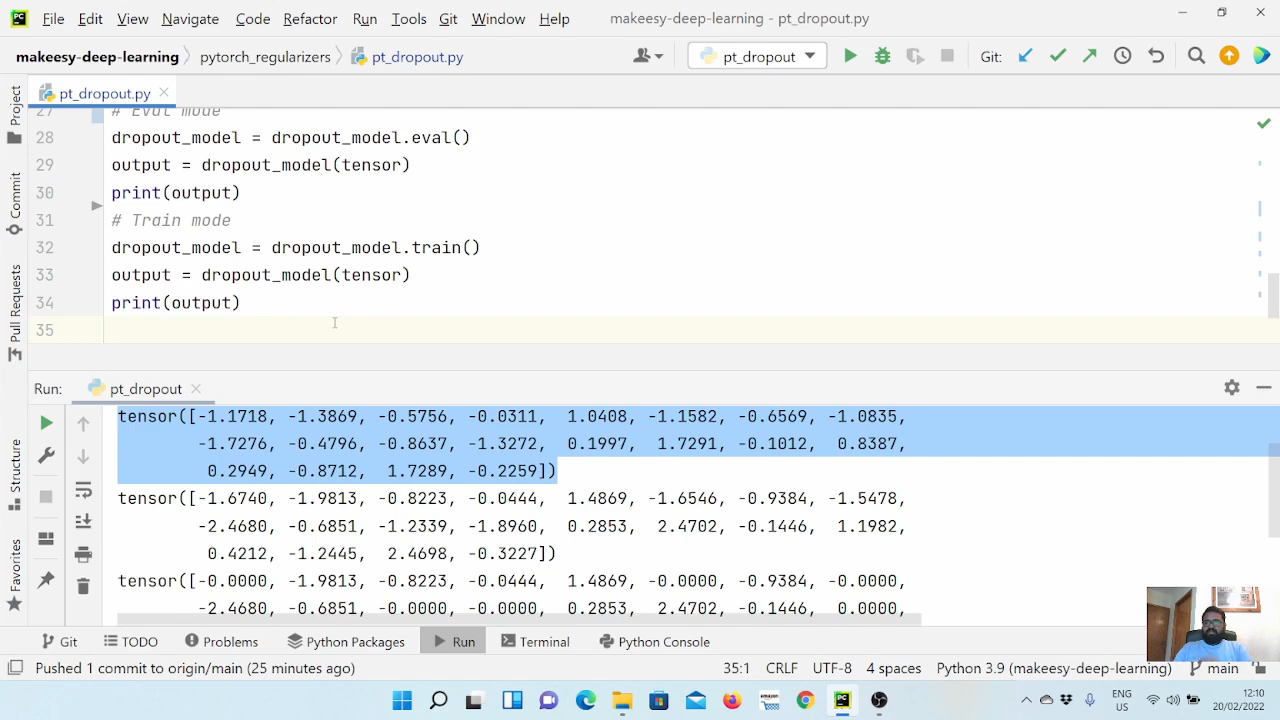 File Edit View Navigate Code Refactor Run Tools Git Window Help makeesy-deep-learning - pt_dropout.py
makeesy-deep-learning pytorch_regularizers pt_dropout.py pt_dropout Git:
pt_dropout.py
27 # Eval mode
28 dropout_model = dropout_model.eval()
29 output = dropout_model(tensor)
30 print(output)
31 # Train mode
32 dropout_model = dropout_model.train()
33 output = dropout_model(tensor)
34 print(output)
35
Project
Commit
Pull Requests
Structure
Favorites
Run: pt_dropout
tensor([-1.1718, -1.3869, -0.5756, -0.0311, 1.0408, -1.1582, -0.6569, -1.0835,
-1.7276, -0.4796, -0.8637, -1.3272, 0.1997, 1.7291, -0.1012, 0.8387,
0.2949, -0.8712, 1.7289, -0.2259])
tensor([-1.6740, -1.9813, -0.8223, -0.0444, 1.4869, -1.6546, -0.9384, -1.5478,
-2.4680, -0.6851, -1.2339, -1.8960, 0.2853, 2.4702, -0.1446, 1.1982,
0.4212, -1.2445, 2.4698, -0.3227])
tensor([-0.0000, -1.9813, -0.8223, -0.0444, 1.4869, -0.0000, -0.9384, -0.0000,
-2.4680, -0.6851, -0.0000, -0.0000, 0.2853, 2.4702, -0.1446, 0.0000,
Git TODO Problems Python Packages Run Terminal Python Console
Pushed 1 commit to origin/main (25 minutes ago) 35:1 CRLF UTF-8 4 spaces Python 3.9 (makeesy-deep-learning) main
ENG
US
12:10
20/02/2022